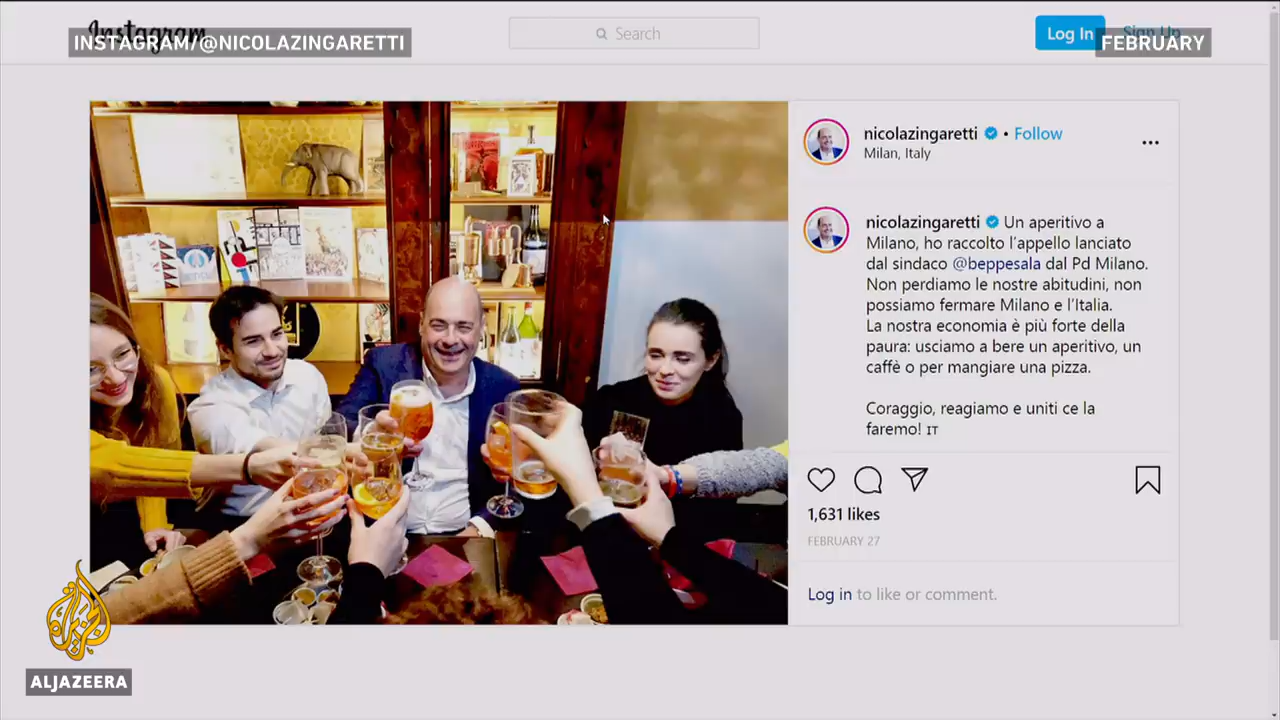 Instagram
INSTAGRAM/@NICOLAZINGARETTI
Search
Log In
Sign Up
FEBRUARY
nicolazingaretti • Follow
Milan, Italy
nicolazingaretti Un aperitivo a
Milano, ho raccolto l'appello lanciato
dal sindaco @beppesala dal Pd Milano.
Non perdiamo le nostre abitudini, non
possiamo fermare Milano e l'Italia.
La nostra economia è più forte della
paura: usciamo a bere un aperitivo, un
caffè o per mangiare una pizza.
Coraggio, reagiamo e uniti ce la
faremo! IT
1,631 likes
FEBRUARY 27
Log in to like or comment.
ALJAZEERA